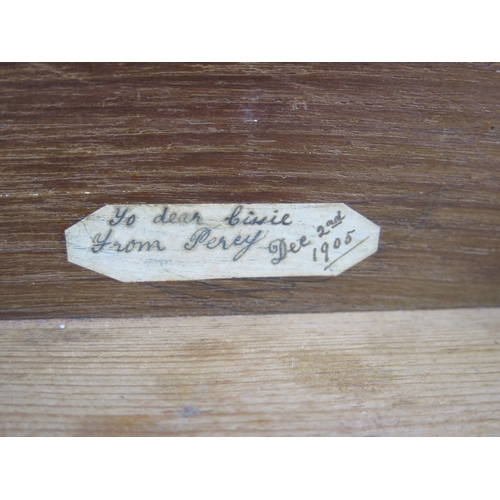 To dear Cissie
From Percy Dec 2nd
1905